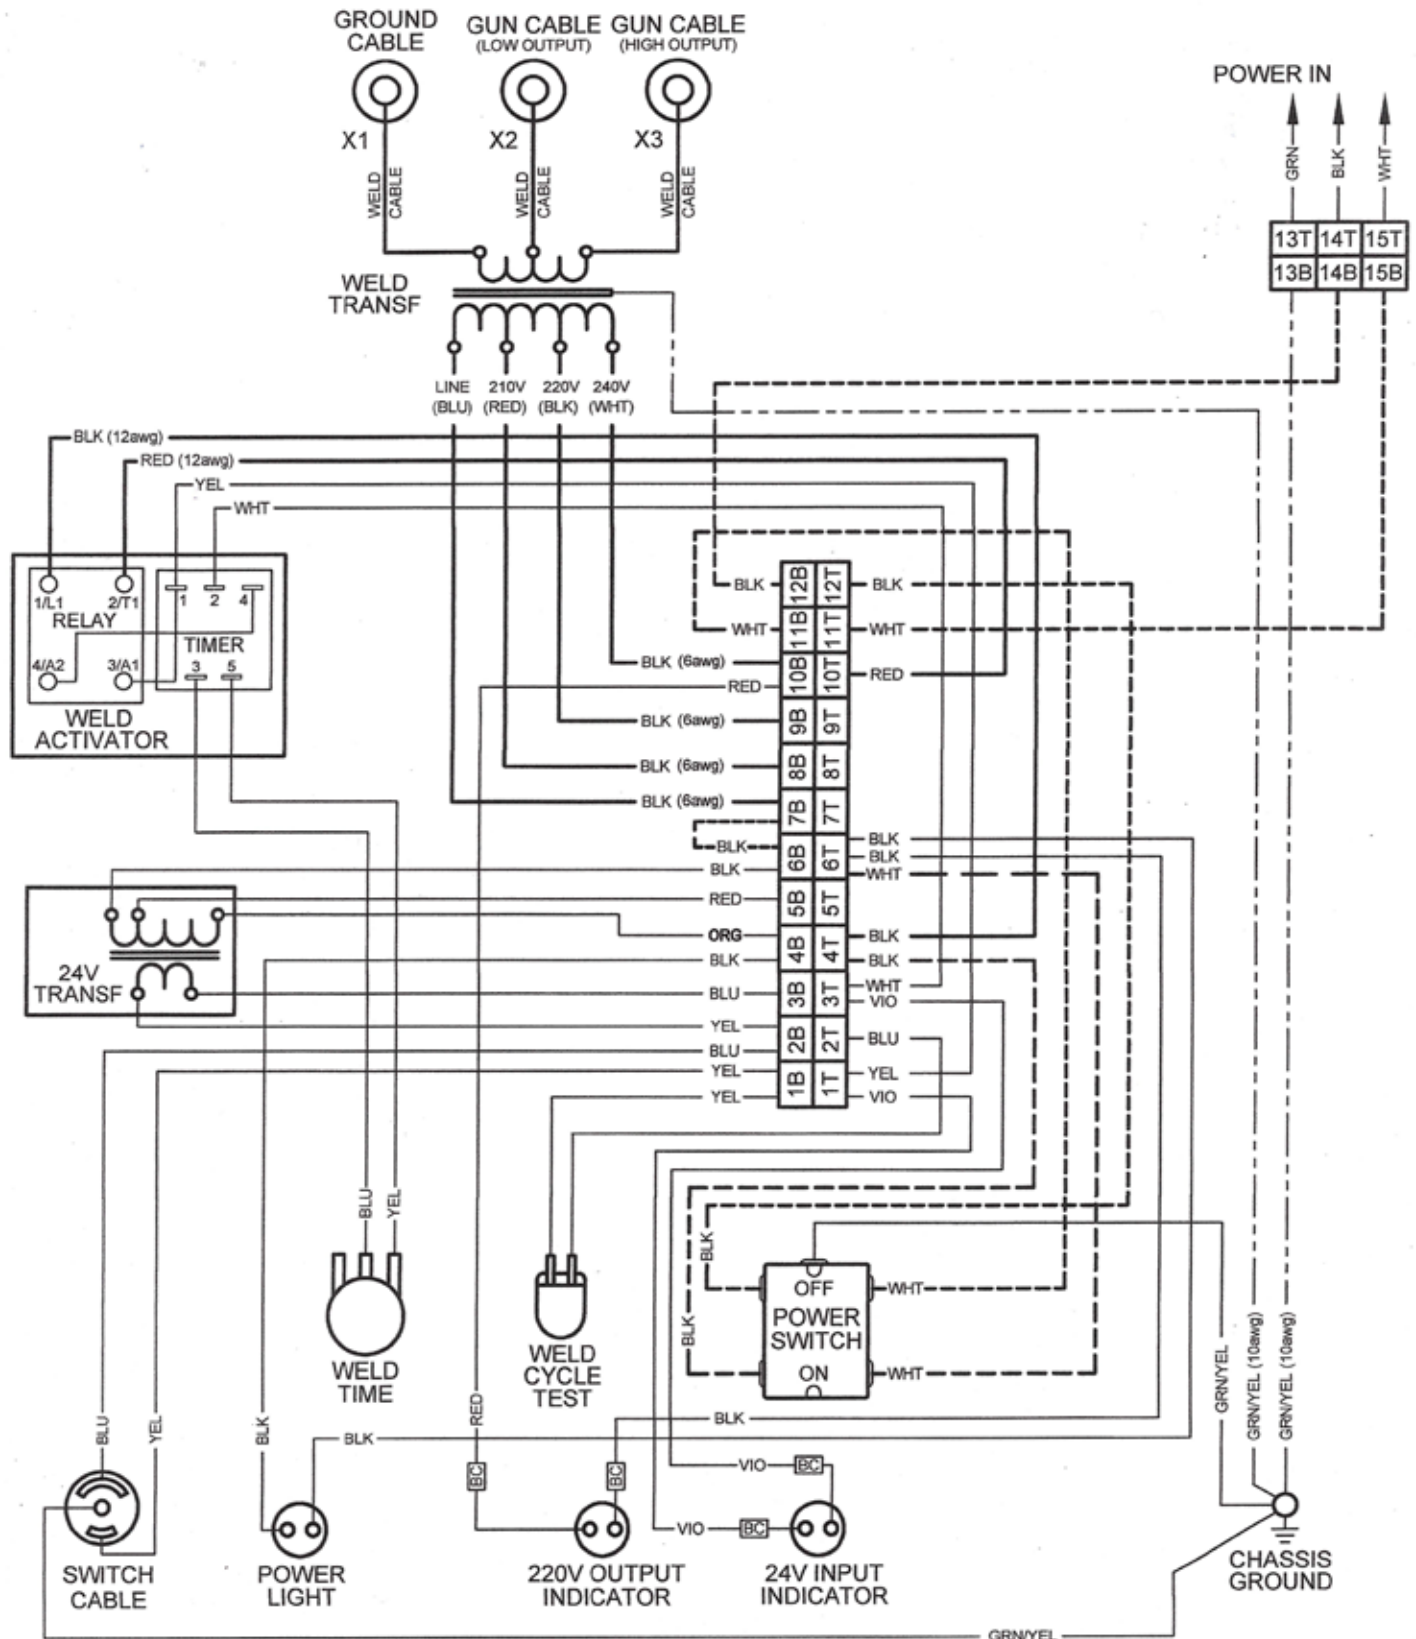 GROUND
CABLE
GUN CABLE
(LOW OUTPUT)
GUN CABLE
(HIGH OUTPUT)
POWER IN
X1
X2
X3
WELD
CABLE
WELD
CABLE
WELD
CABLE
GRN
BLK
WHT
13T 14T 15T
13B 14B 15B
WELD
TRANSF
LINE
(BLU)
210V
(RED)
220V
(BLK)
240V
(WHT)
BLK (12awg)
RED (12awg)
YEL
WHT
1/L1
2/T1
RELAY
4/A2
3/A1
1
2
4
TIMER
3
5
WELD
ACTIVATOR
BLK 12B 12T BLK
WHT 11B 11T WHT
BLK (6awg)
RED
10B 10T RED
BLK (6awg) 9B 9T
BLK (6awg) 8B 8T
BLK (6awg) 7B 7T
BLK
BLK
6B 6T
BLK
BLK
WHT
RED 5B 5T
ORG
BLK
4B 4T
BLK
BLK
BLU 3B 3T
WHT
VIO
YEL
BLU
2B 2T BLU
YEL
YEL
1B 1T
YEL
VIO
24V
TRANSF
BLU
YEL
WELD
TIME
WELD
CYCLE
TEST
BLK
BLK
OFF
POWER
SWITCH
ON
WHT
WHT
GRN/YEL
GRN/YEL (10awg)
GRN/YEL (10awg)
BLU
YEL
BLK
BLK
RED
BLK
BC
BC
VIO BC
VIO BC
SWITCH
CABLE
POWER
LIGHT
220V OUTPUT
INDICATOR
24V INPUT
INDICATOR
CHASSIS
GROUND
GRN/YEL